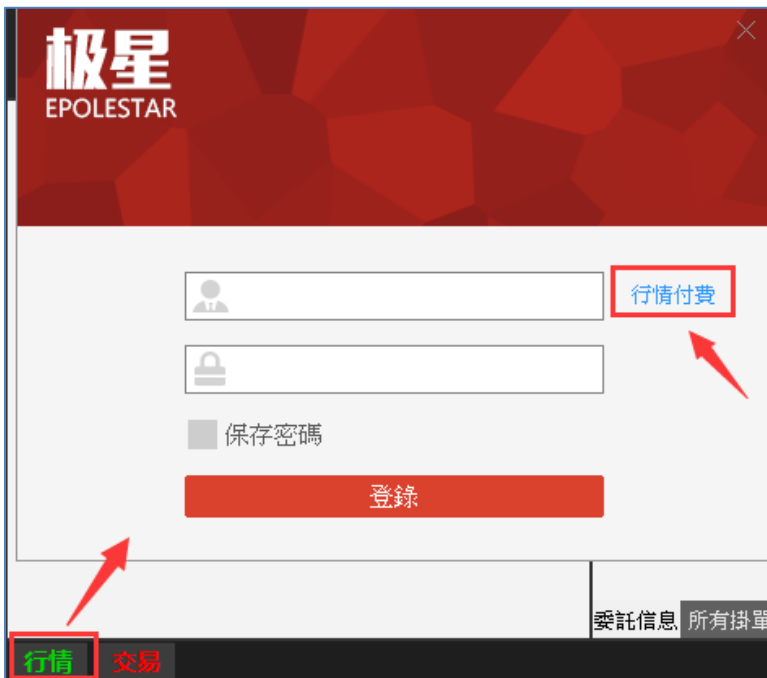 极星
EPOLESTAR
行情付費
保存密碼
登錄
委託信息 所有掛單
行情 交易